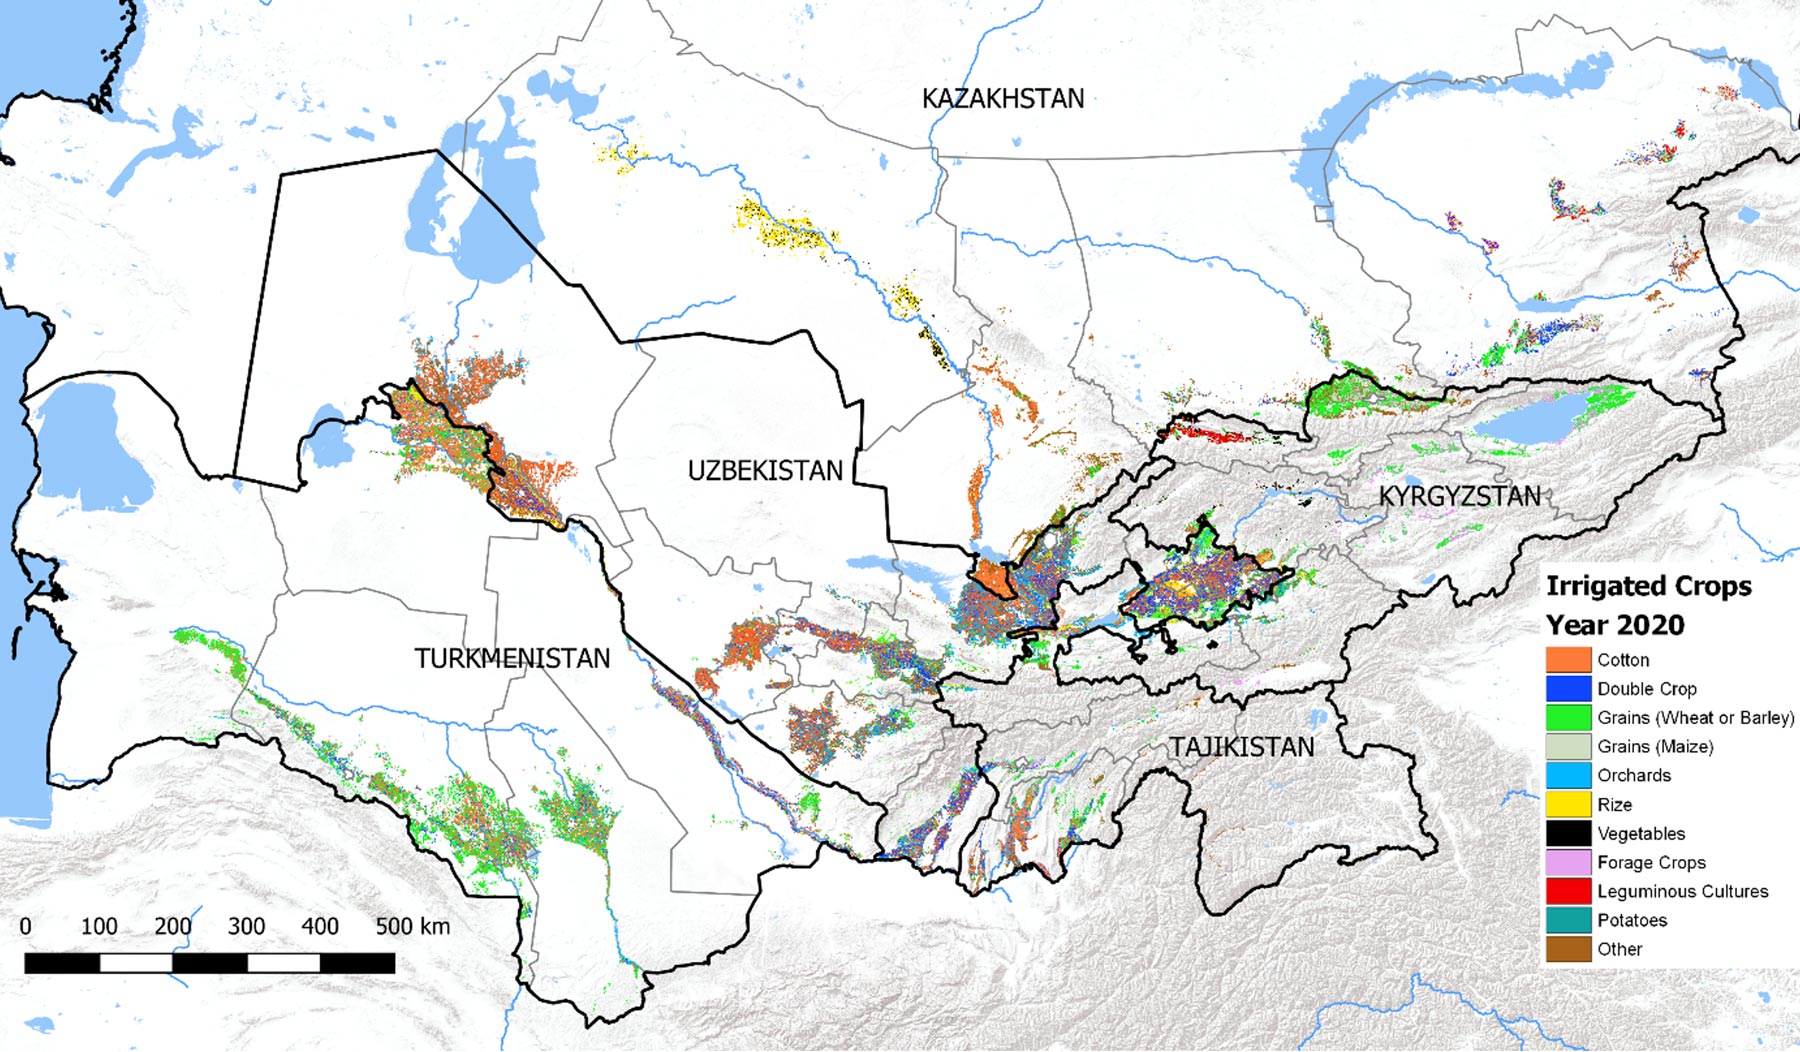 KAZAKHSTAN
UZBEKISTAN
KYRGYZSTAN
TURKMENISTAN
TAJIKISTAN
Irrigated Crops
Year 2020
Cotton
Double Crop
Grains (Wheat or Barley)
Grains (Maize)
Orchards
Rize
Vegetables
Forage Crops
Leguminous Cultures
Potatoes
Other
0 100 200 300 400 500 km